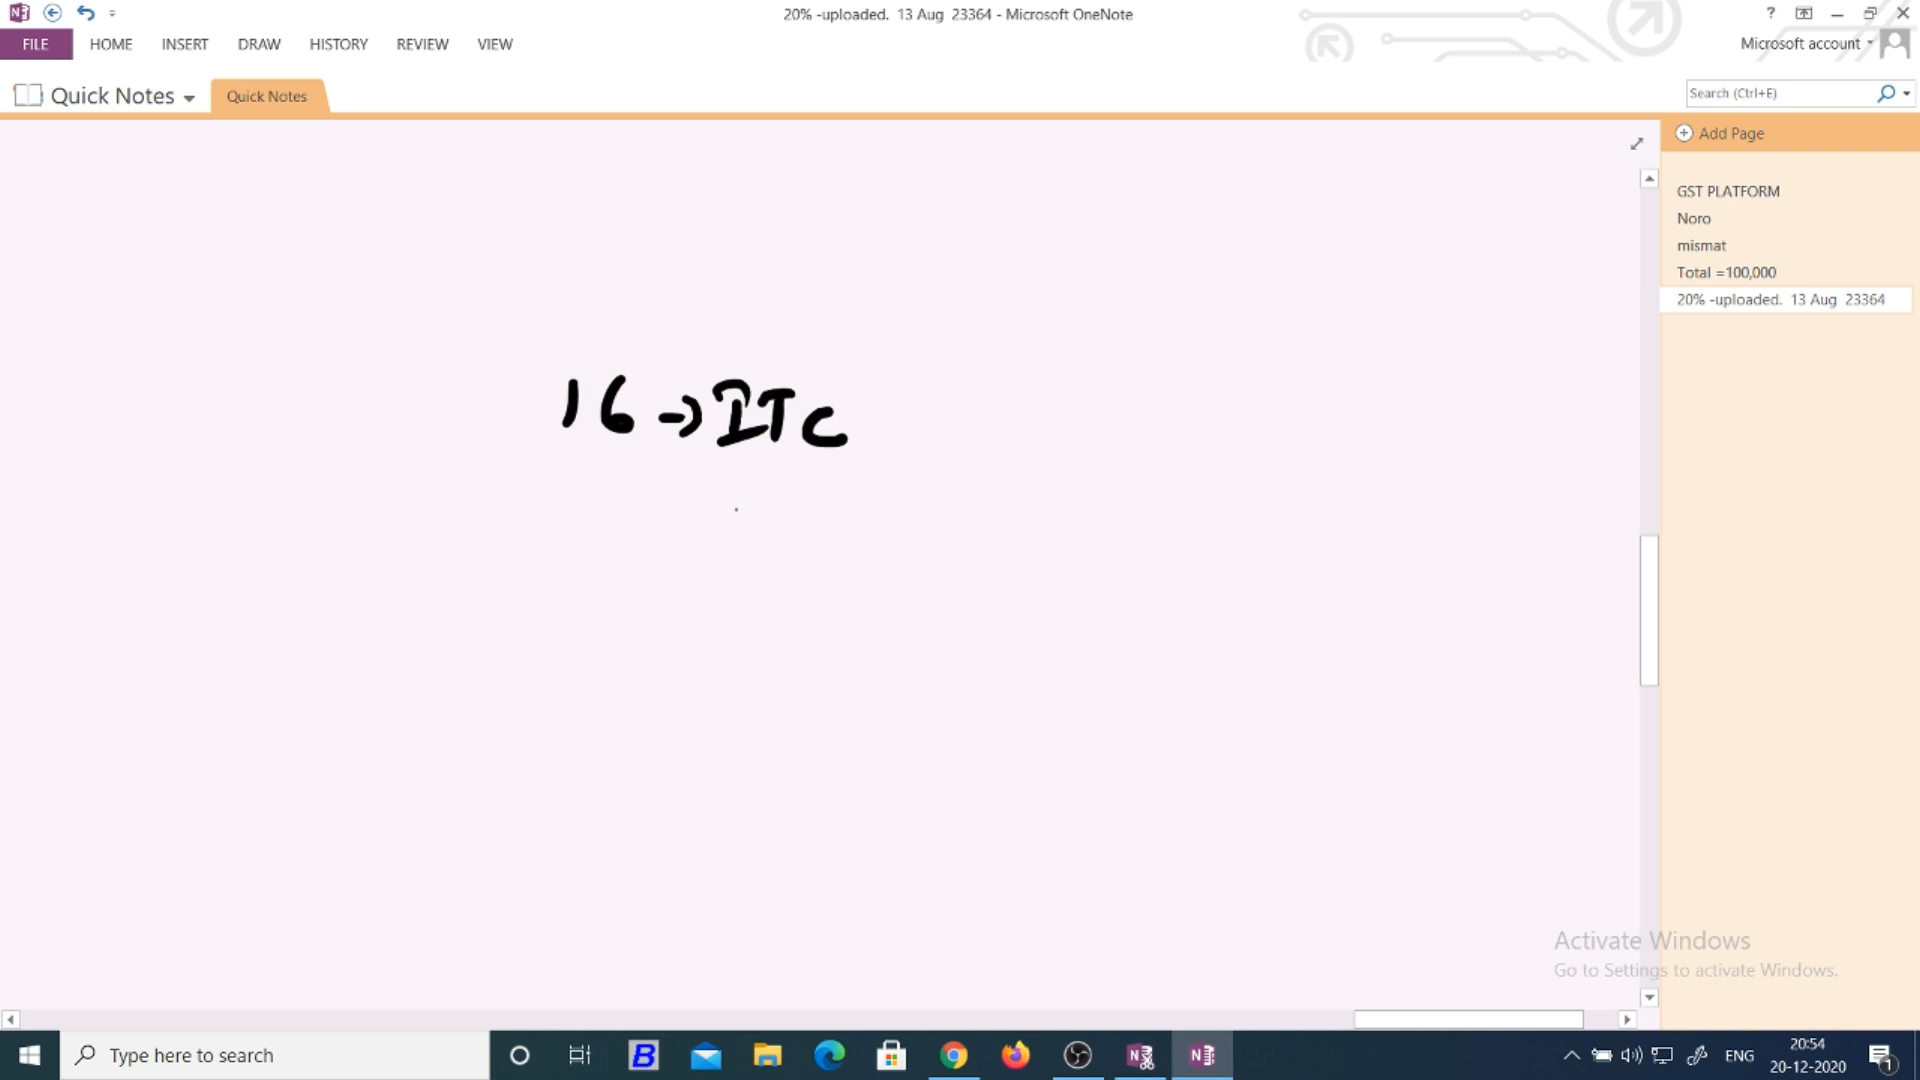 20% -uploaded. 13 Aug 23364 - Microsoft OneNote
?
FILE HOME INSERT DRAW HISTORY REVIEW VIEW
Microsoft account
Quick Notes
Quick Notes
Search (Ctrl+E)
Add Page
GST PLATFORM
Noro
mismat
Total =100,000
20% -uploaded. 13 Aug 23364
16 → ITC
Activate Windows
Go to Settings to activate Windows.
Type here to search
B
N
N
ENG
20:54
20-12-2020
1